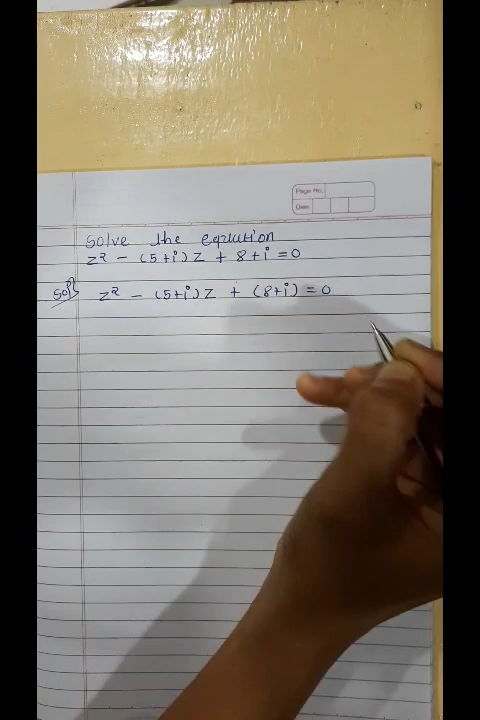 Page No.
Date
Solve the equation
z² - (5+i)z + 8+i = 0
Sol)
z² - (5+i)z + (8+i) = 0